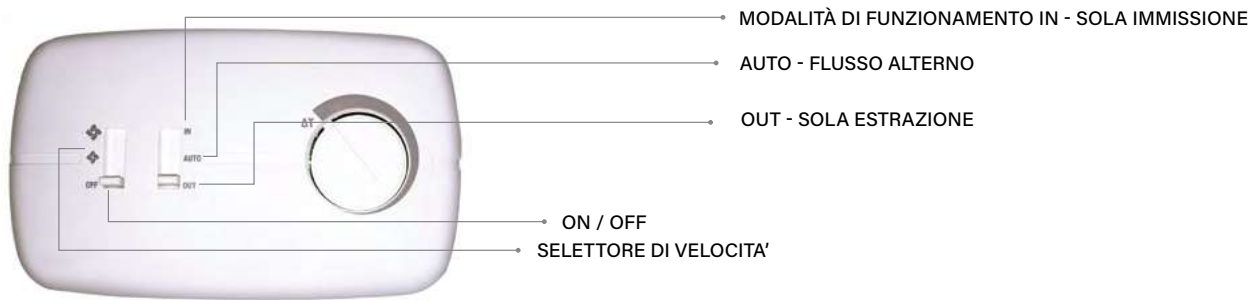 MODALITÀ DI FUNZIONAMENTO IN - SOLA IMMISSIONE
AUTO - FLUSSO ALTERNO
OUT - SOLA ESTRAZIONE
IN
ΔT
AUTO
OFF
OUT
ON / OFF
SELETTORE DI VELOCITA'